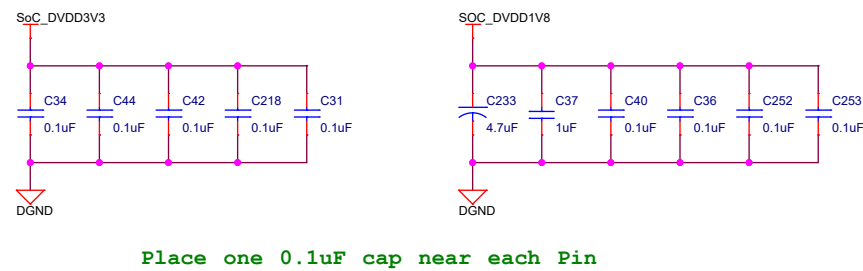 SoC_DVDD3V3
SOC_DVDD1V8
C34 C44 C42 C218 C31
0.1uF 0.1uF 0.1uF 0.1uF 0.1uF
C233 C37 C40 C36 C252 C253
4.7uF 1uF 0.1uF 0.1uF 0.1uF 0.1uF
DGND
DGND
Place one 0.1uF cap near each Pin